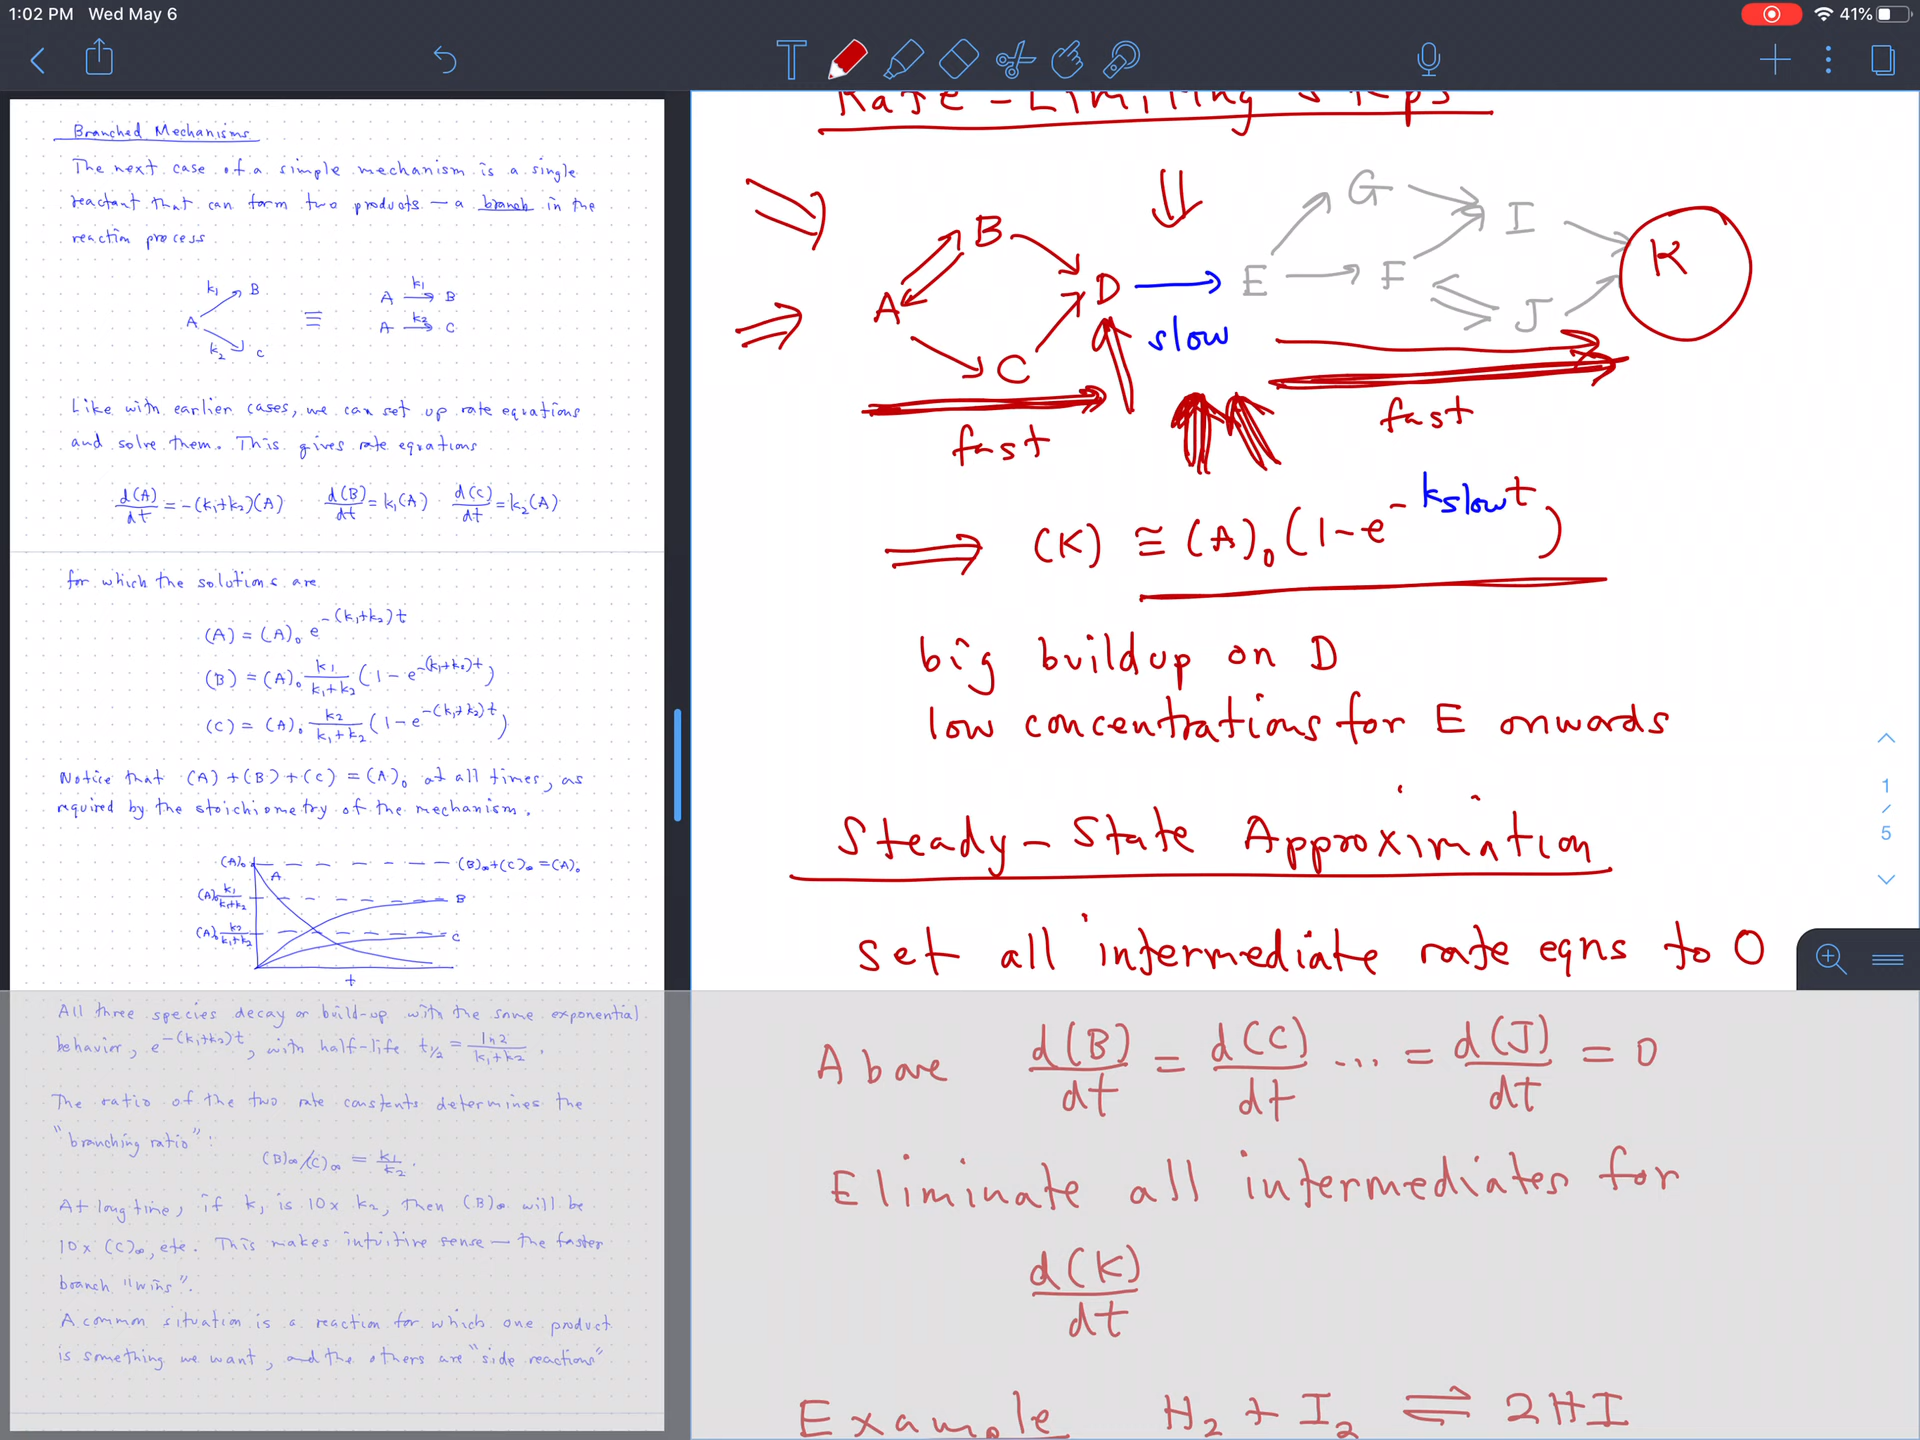 1:02 PM Wed May 6
41%
Branched Mechanisms
The next case of a simple mechanism is a single
reactant that can form two products — a branch in the
reaction process.
k₁ B
A
k₂ C
≡
A k₁→ B
A k₂→ C
Like with earlier cases, we can set up rate equations
and solve them. This gives rate equations
d(A)/dt = -(k₁+k₂)(A) d(B)/dt = k₁(A) d(C)/dt = k₂(A)
for which the solutions are
(A) = (A)₀ e^-(k₁+k₂)t
(B) = (A)₀ k₁/(k₁+k₂) (1 - e^-(k₁+k₂)t)
(C) = (A)₀ k₂/(k₁+k₂) (1 - e^-(k₁+k₂)t)
Notice that (A) + (B) + (C) = (A)₀ at all times, as
required by the stoichiometry of the mechanism.
(A)₀ A (B)∞+(C)∞ = (A)₀
(A)₀ k₁/(k₁+k₂) B
(A)₀ k₂/(k₁+k₂) C
t
All three species decay or build-up with the same exponential
behavior, e^-(k₁+k₂)t, with half-life t₁/₂ = ln2/(k₁+k₂).
The ratio of the two rate constants determines the
"branching ratio":
(B)∞/(C)∞ = k₁/k₂.
At long time, if k₁ is 10x k₂, then (B)∞ will be
10x (C)∞, etc. This makes intuitive sense — the faster
branch "wins".
A common situation is a reaction for which one product
is something we want, and the others are "side reactions"
Rate-Limiting Steps
G
I
B
K
A D → E → F
slow
J
C
fast
fast
⇒ (K) ≅ (A)₀ (1-e^-kslowt)
big buildup on D
low concentrations for E onwards
Steady-State Approximation
set all intermediate rate eqns to 0
Above d(B)/dt = d(C)/dt ... = d(J)/dt = 0
Eliminate all intermediates for
d(K)/dt
Example H₂ + I₂ ⇌ 2HI
1
/
5